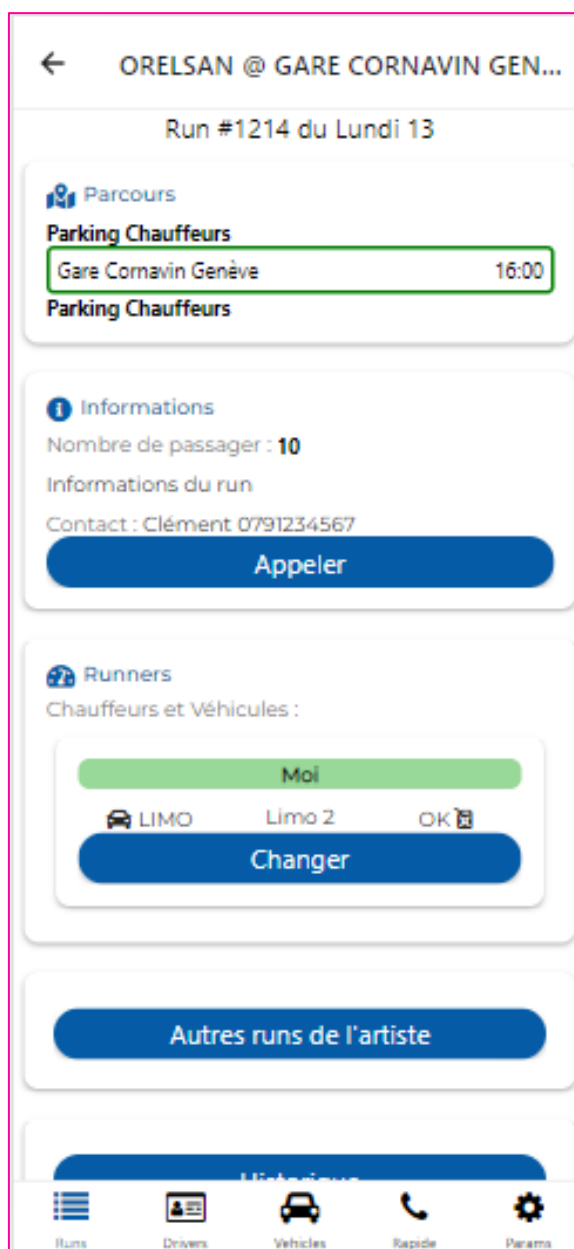 ORELSAN @ GARE CORNAVIN GEN...
Run #1214 du Lundi 13
Parcours
Parking Chauffeurs
Gare Cornavin Genève 16:00
Parking Chauffeurs
Informations
Nombre de passager : 10
Informations du run
Contact : Clément 0791234567
Appeler
Runners
Chauffeurs et Véhicules :
Moi
LIMO Limo 2 OK
Changer
Autres runs de l'artiste
Historique
Runs Drivers Vehicles Rapide Params